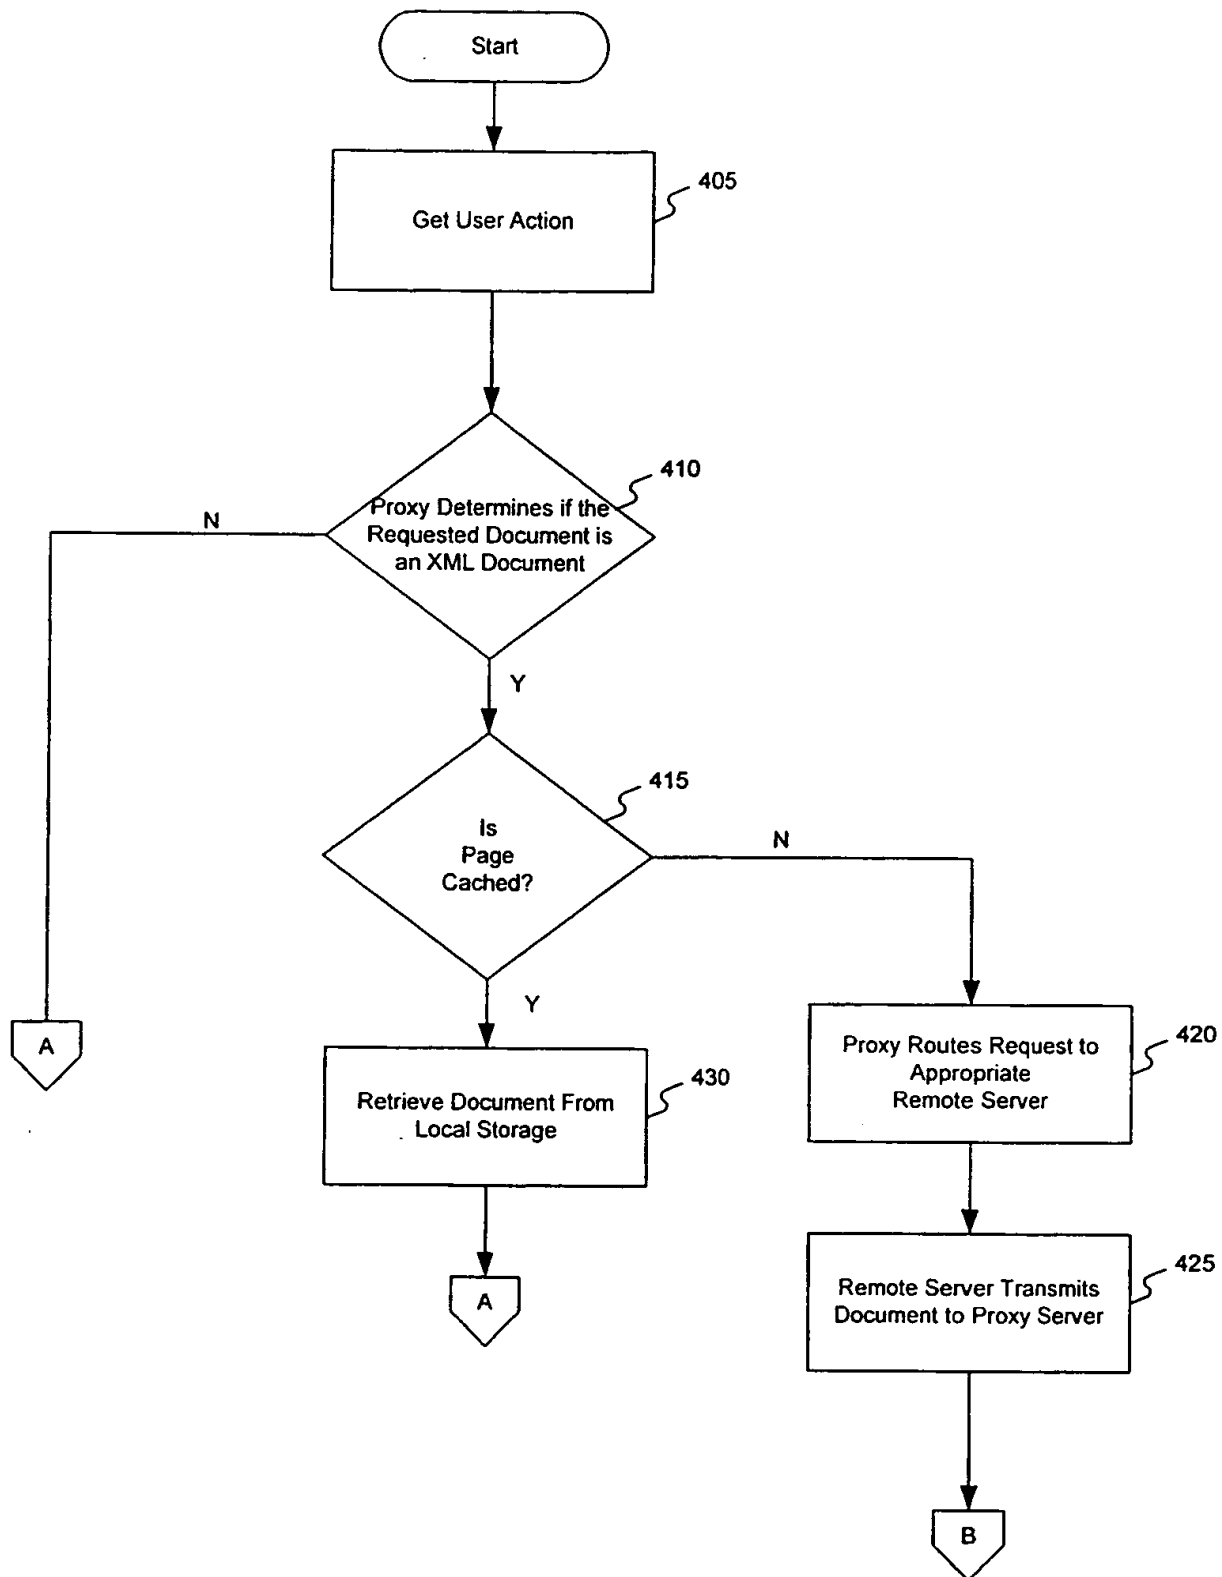 Start
405
Get User Action
410
Proxy Determines if the
Requested Document is
an XML Document
N
Y
415
Is
Page
Cached?
N
Y
A
430
Retrieve Document From
Local Storage
420
Proxy Routes Request to
Appropriate
Remote Server
A
425
Remote Server Transmits
Document to Proxy Server
B